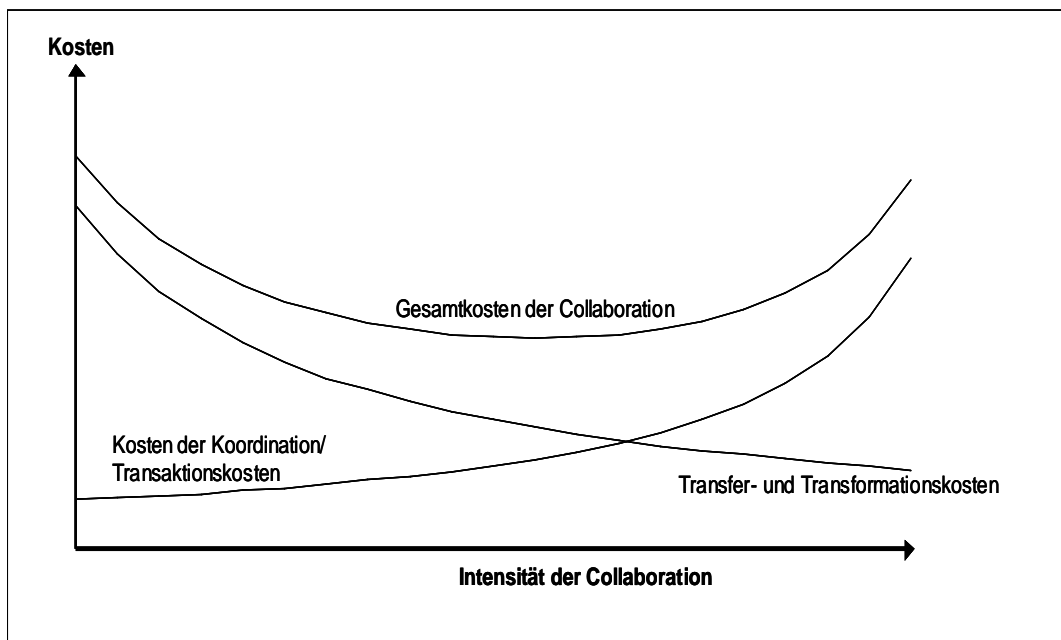 Kosten
Gesamtkosten der Collaboration
Kosten der Koordination/
Transaktionskosten
Transfer- und Transformationskosten
Intensität der Collaboration